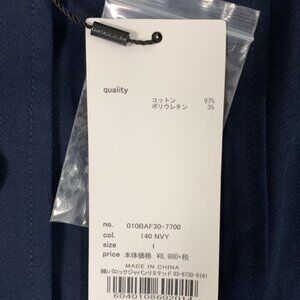 quality
コットン 97%
ポリウレタン 3%
no. 010BAF30-7700
col. 140 NVY
size 1
price 本体価格 ¥8,980+税
MADE IN CHINA
㈱バロックジャパンリミテッド 03-6730-9191
6040108602014